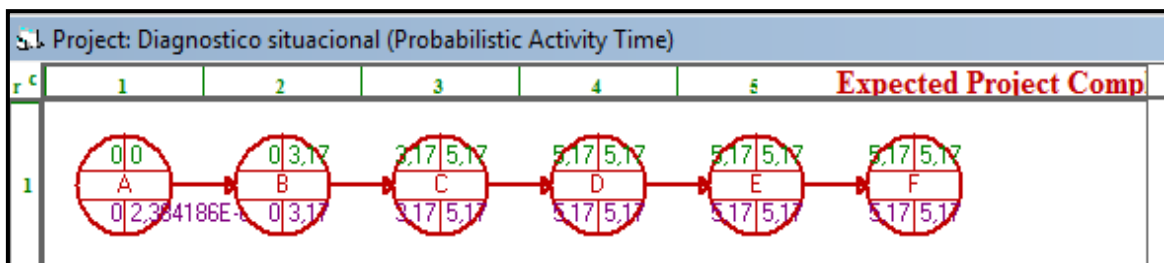 Project: Diagnostico situacional (Probabilistic Activity Time)
r c 1 2 3 4 5 Expected Project Comp
1
0 0 0 3,17 3,17 5,17 5,17 5,17 5,17 5,17 5,17 5,17
A B C D E F
0 2,384186E- 0 3,17 3,17 5,17 5,17 5,17 5,17 5,17 5,17 5,17